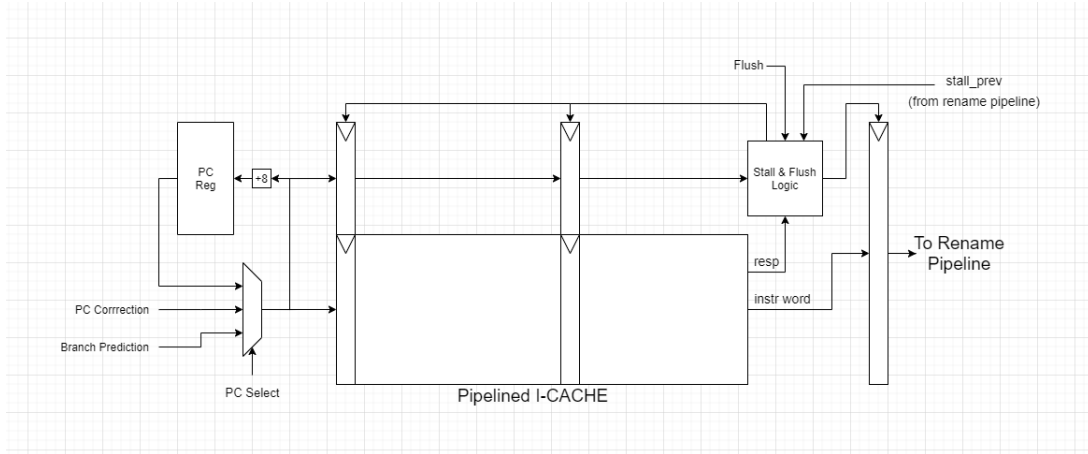 Flush
stall_prev
(from rename pipeline)
PC
Reg
+8
Stall & Flush
Logic
To Rename
Pipeline
resp
instr word
PC Corrrection
Branch Prediction
PC Select
Pipelined I-CACHE